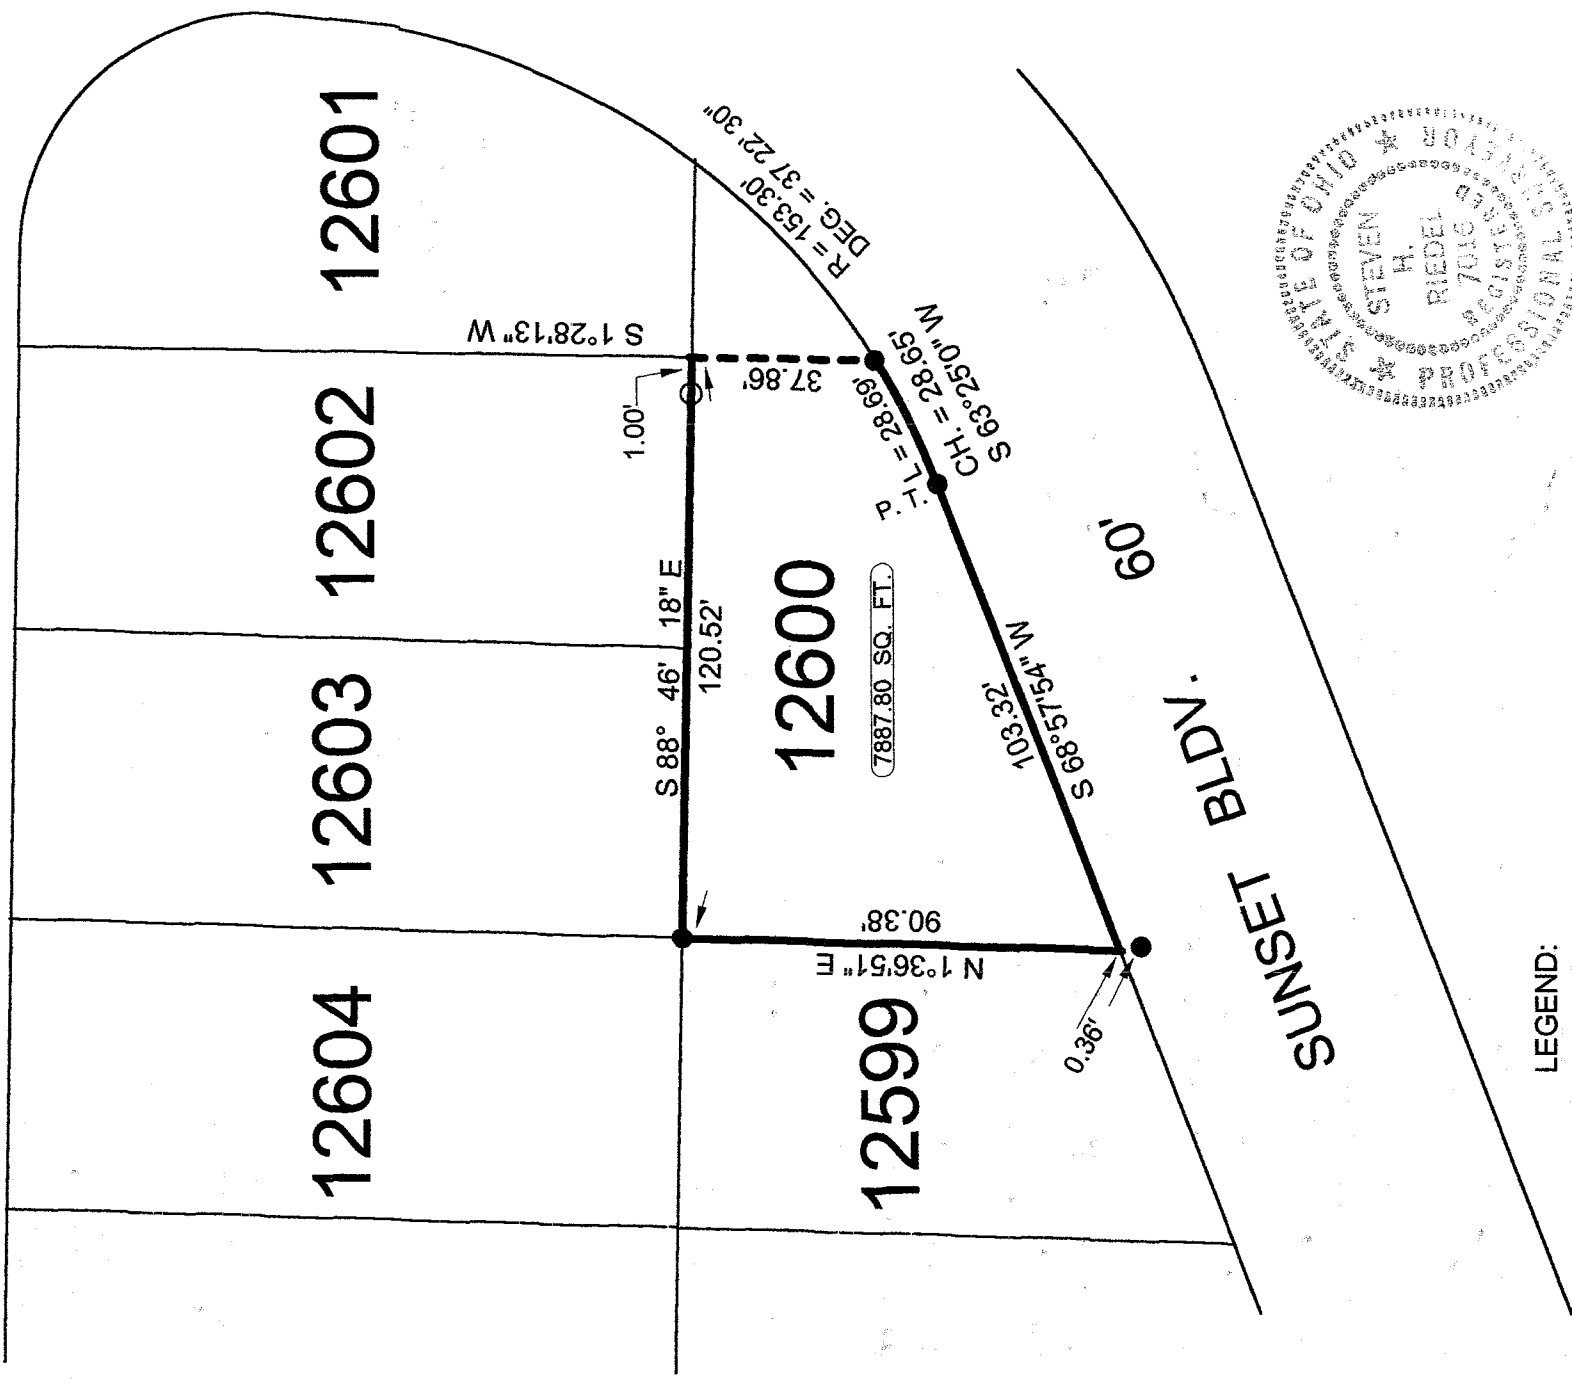 12601
12602
12603
12604
S 1°28'13" W
1.00'
37.86'
R = 153.30'
DEG. = 37 22' 30"
S 88° 46' 18" E
120.52'
12600
7887.80 SQ. FT.
P. T.
L = 28.69'
CH. = 28.65'
S 63°25'0" W
103.32'
S 68°57'54" W
90.38'
N 1°36'51" E
12599
0.36'
SUNSET BLDV. 60'
STATE OF OHIO
STEVEN
H.
RIEDEL
REGISTERED
PROFESSIONAL SURVEYOR
LEGEND: